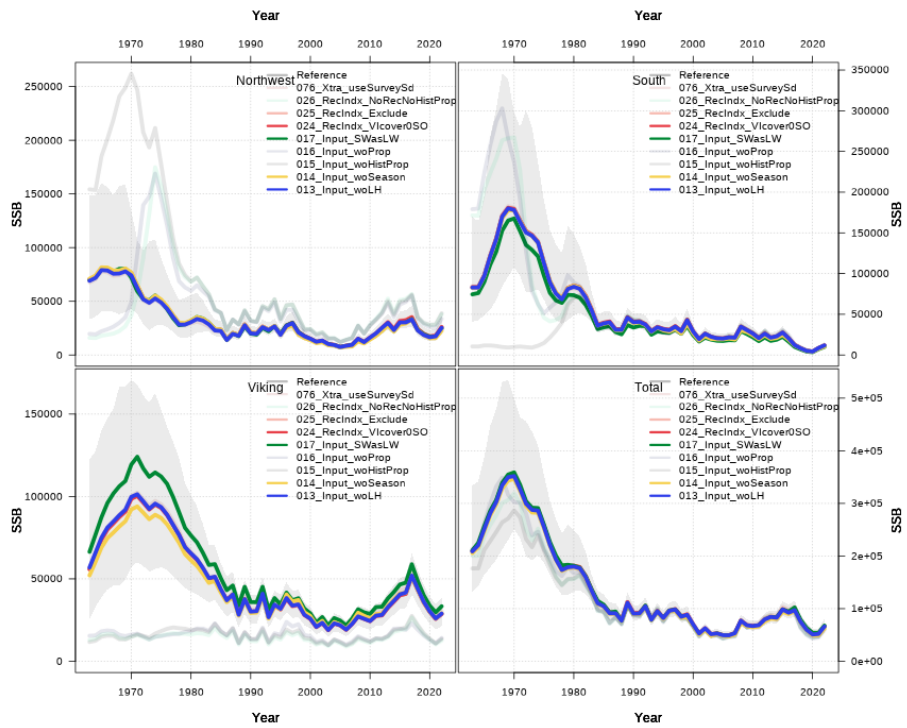 Year
Year
1970 1980 1990 2000 2010 2020
1970 1980 1990 2000 2010 2020
Northwest
Reference
076_Xtra_useSurveySd
026_RecIndx_NoRecNoHistProp
025_RecIndx_Exclude
024_RecIndx_VIcover0SO
017_Input_SWasLW
016_Input_woProp
015_Input_woHistProp
014_Input_woSeason
013_Input_woLH
SSB
250000
200000
150000
100000
50000
0
South
Reference
076_Xtra_useSurveySd
026_RecIndx_NoRecNoHistProp
025_RecIndx_Exclude
024_RecIndx_VIcover0SO
017_Input_SWasLW
016_Input_woProp
015_Input_woHistProp
014_Input_woSeason
013_Input_woLH
350000
300000
250000
200000
150000
100000
50000
0
SSB
Viking
Reference
076_Xtra_useSurveySd
026_RecIndx_NoRecNoHistProp
025_RecIndx_Exclude
024_RecIndx_VIcover0SO
017_Input_SWasLW
016_Input_woProp
015_Input_woHistProp
014_Input_woSeason
013_Input_woLH
SSB
150000
100000
50000
0
Total
Reference
076_Xtra_useSurveySd
026_RecIndx_NoRecNoHistProp
025_RecIndx_Exclude
024_RecIndx_VIcover0SO
017_Input_SWasLW
016_Input_woProp
015_Input_woHistProp
014_Input_woSeason
013_Input_woLH
5e+05
4e+05
3e+05
2e+05
1e+05
0e+00
SSB
1970 1980 1990 2000 2010 2020
1970 1980 1990 2000 2010 2020
Year
Year